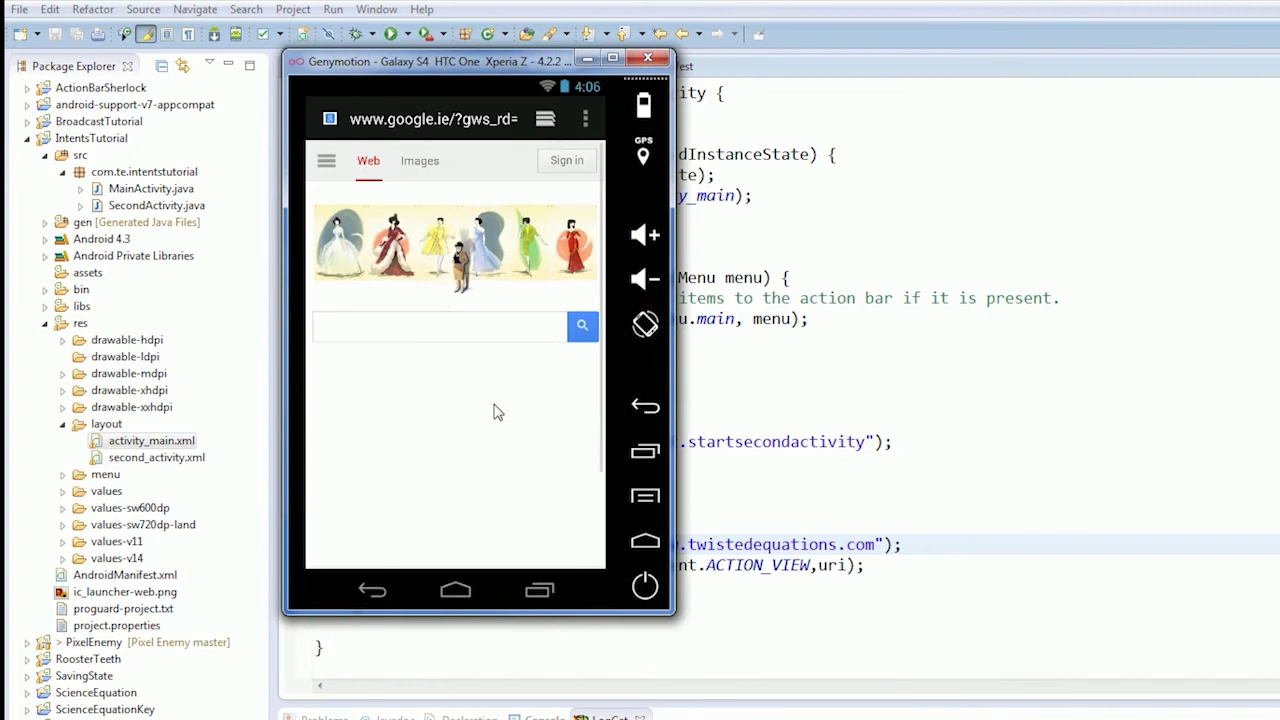 File Edit Refactor Source Navigate Search Project Run Window Help
Package Explorer
ActionBarSherlock
android-support-v7-appcompat
BroadcastTutorial
IntentsTutorial
src
com.te.intentstutorial
MainActivity.java
SecondActivity.java
gen [Generated Java Files]
Android 4.3
Android Private Libraries
assets
bin
libs
res
drawable-hdpi
drawable-ldpi
drawable-mdpi
drawable-xhdpi
drawable-xxhdpi
layout
activity_main.xml
second_activity.xml
menu
values
values-sw600dp
values-sw720dp-land
values-v11
values-v14
AndroidManifest.xml
ic_launcher-web.png
proguard-project.txt
project.properties
> PixelEnemy [Pixel Enemy master]
RoosterTeeth
SavingState
ScienceEquation
ScienceEquationKey
Genymotion - Galaxy S4 HTC One Xperia Z - 4.2.2 ...
4:06
www.google.ie/?gws_rd=
Web Images Sign in
GPS
ity {
dInstanceState) {
te);
y_main);
Menu menu) {
items to the action bar if it is present.
u.main, menu);
t.startsecondactivity");
.twistedequations.com");
ent.ACTION_VIEW,uri);
}
Problems Javadoc Declaration Console LogCat